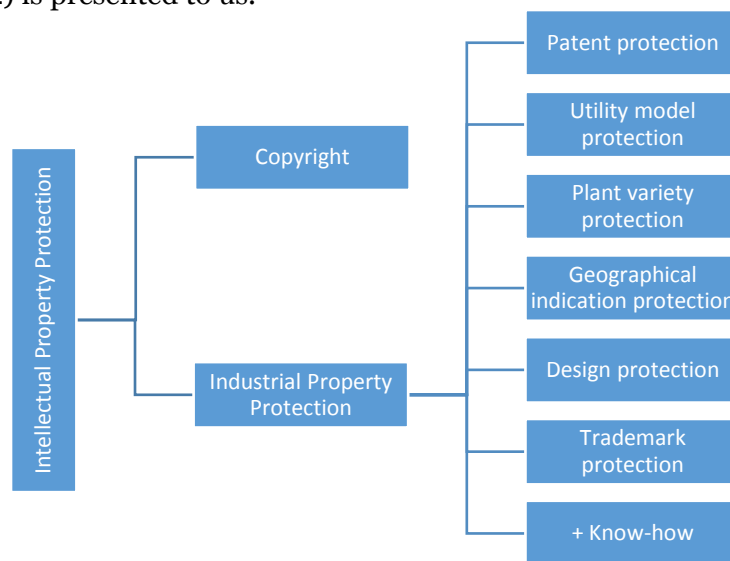 is presented to us:
Patent protection
Utility model
protection
Copyright
Plant variety
protection
Intellectual Property Protection
Geographical
indication protection
Industrial Property
Protection
Design protection
Trademark
protection
+ Know-how